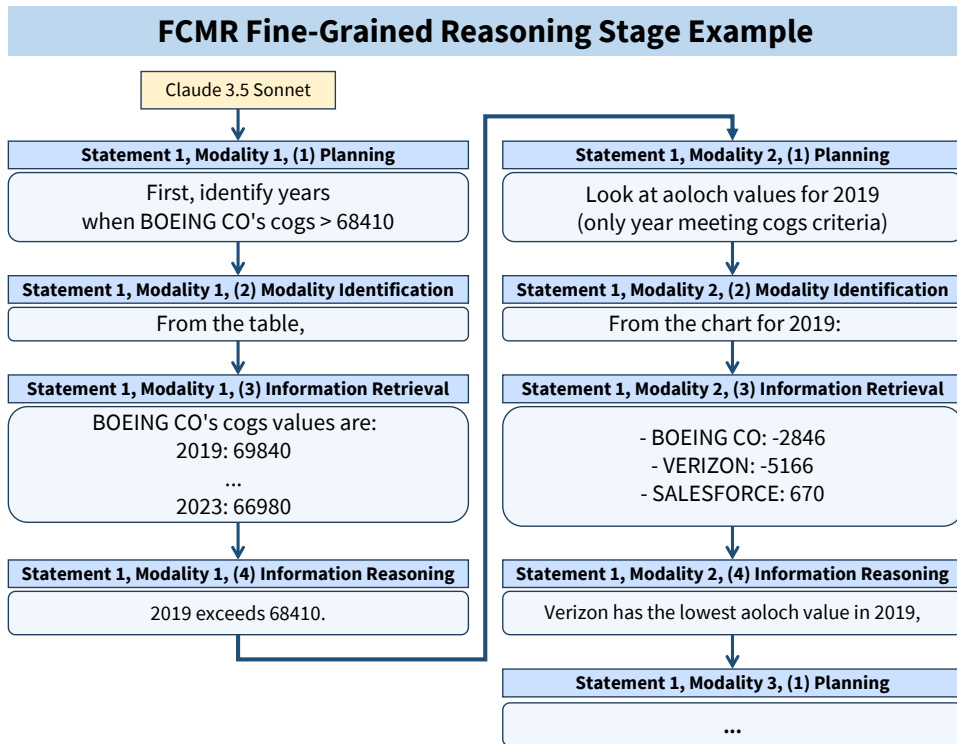 FCMR Fine-Grained Reasoning Stage Example
Claude 3.5 Sonnet
Statement 1, Modality 1, (1) Planning
First, identify years
when BOEING CO's cogs > 68410
Statement 1, Modality 1, (2) Modality Identification
From the table,
Statement 1, Modality 1, (3) Information Retrieval
BOEING CO's cogs values are:
2019: 69840
...
2023: 66980
Statement 1, Modality 1, (4) Information Reasoning
2019 exceeds 68410.
Statement 1, Modality 2, (1) Planning
Look at aoloch values for 2019
(only year meeting cogs criteria)
Statement 1, Modality 2, (2) Modality Identification
From the chart for 2019:
Statement 1, Modality 2, (3) Information Retrieval
- BOEING CO: -2846
- VERIZON: -5166
- SALESFORCE: 670
Statement 1, Modality 2, (4) Information Reasoning
Verizon has the lowest aoloch value in 2019,
Statement 1, Modality 3, (1) Planning
...